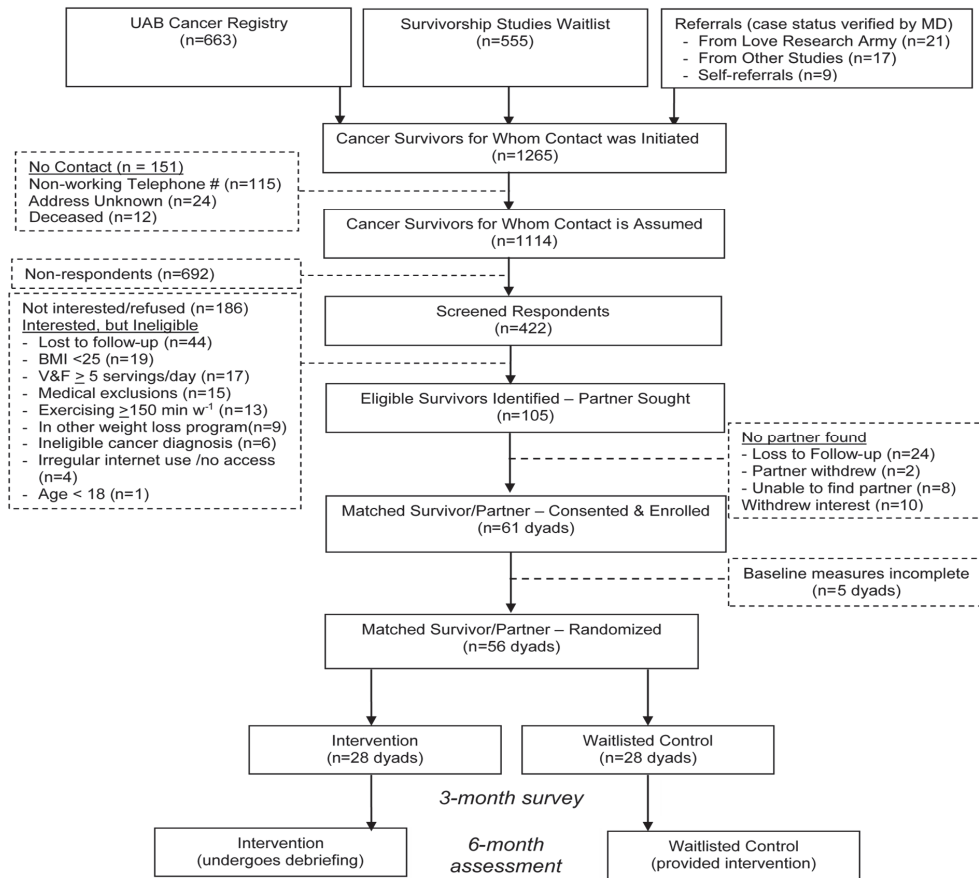 UAB Cancer Registry
(n=663)
Survivorship Studies Waitlist
(n=555)
Referrals (case status verified by MD)
- From Love Research Army (n=21)
- From Other Studies (n=17)
- Self-referrals (n=9)
Cancer Survivors for Whom Contact was Initiated
(n=1265)
No Contact (n = 151)
Non-working Telephone # (n=115)
Address Unknown (n=24)
Deceased (n=12)
Cancer Survivors for Whom Contact is Assumed
(n=1114)
Non-respondents (n=692)
Screened Respondents
(n=422)
Not interested/refused (n=186)
Interested, but Ineligible
- Lost to follow-up (n=44)
- BMI <25 (n=19)
- V&F ≥ 5 servings/day (n=17)
- Medical exclusions (n=15)
- Exercising ≥150 min w⁻¹ (n=13)
- In other weight loss program(n=9)
- Ineligible cancer diagnosis (n=6)
- Irregular internet use /no access
(n=4)
- Age < 18 (n=1)
Eligible Survivors Identified – Partner Sought
(n=105)
No partner found
- Loss to Follow-up (n=24)
- Partner withdrew (n=2)
- Unable to find partner (n=8)
Withdrew interest (n=10)
Matched Survivor/Partner – Consented & Enrolled
(n=61 dyads)
Baseline measures incomplete
(n=5 dyads)
Matched Survivor/Partner – Randomized
(n=56 dyads)
Intervention
(n=28 dyads)
Waitlisted Control
(n=28 dyads)
3-month survey
Intervention
(undergoes debriefing)
6-month
assessment
Waitlisted Control
(provided intervention)